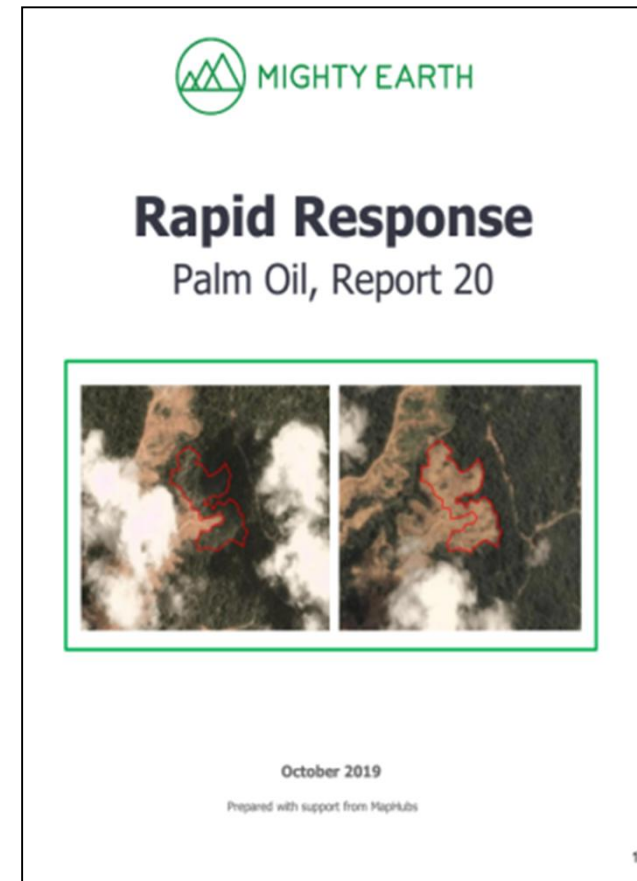 MIGHTY EARTH
Rapid Response
Palm Oil, Report 20
October 2019
Prepared with support from MapHubs
1